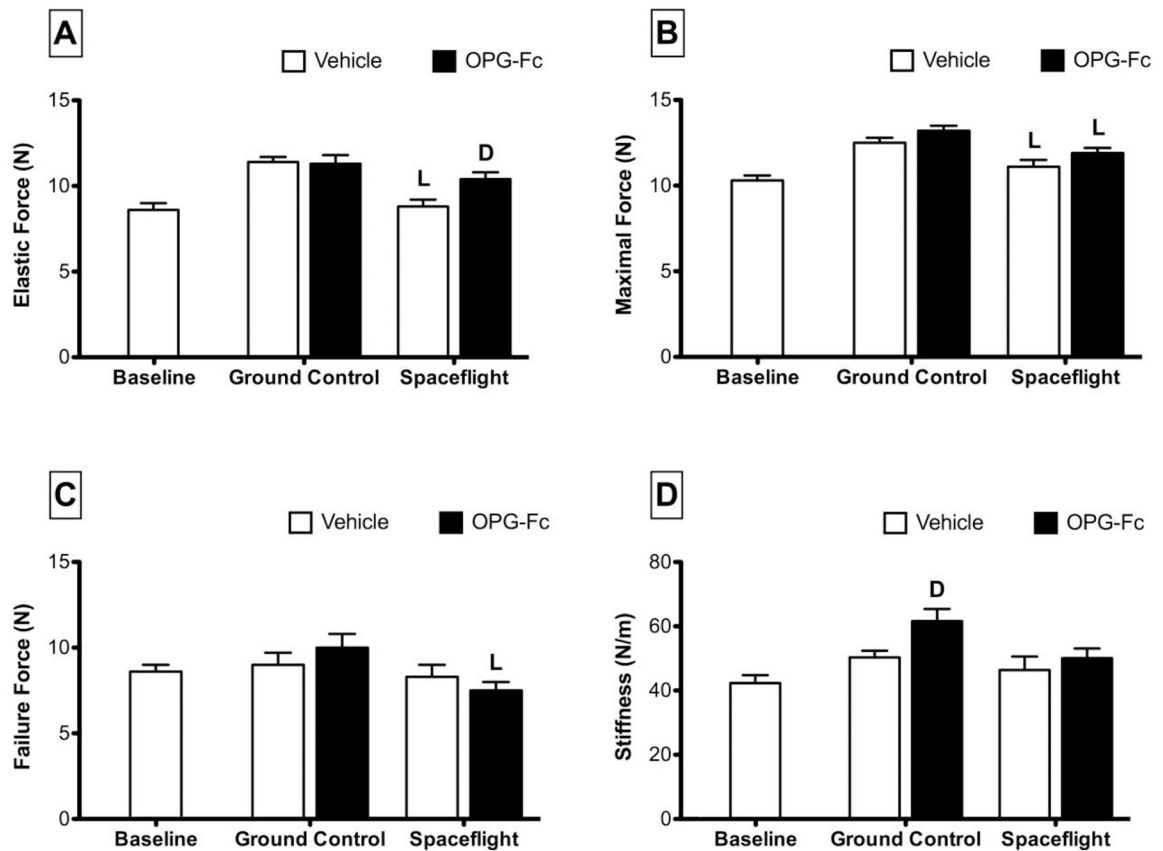 A
Vehicle OPG-Fc
Elastic Force (N)
15
10
5
0
L
D
Baseline Ground Control Spaceflight
B
Vehicle OPG-Fc
Maximal Force (N)
15
10
5
0
L
L
Baseline Ground Control Spaceflight
C
Vehicle OPG-Fc
Failure Force (N)
15
10
5
0
L
Baseline Ground Control Spaceflight
D
Vehicle OPG-Fc
Stiffness (N/m)
80
60
40
20
0
D
Baseline Ground Control Spaceflight